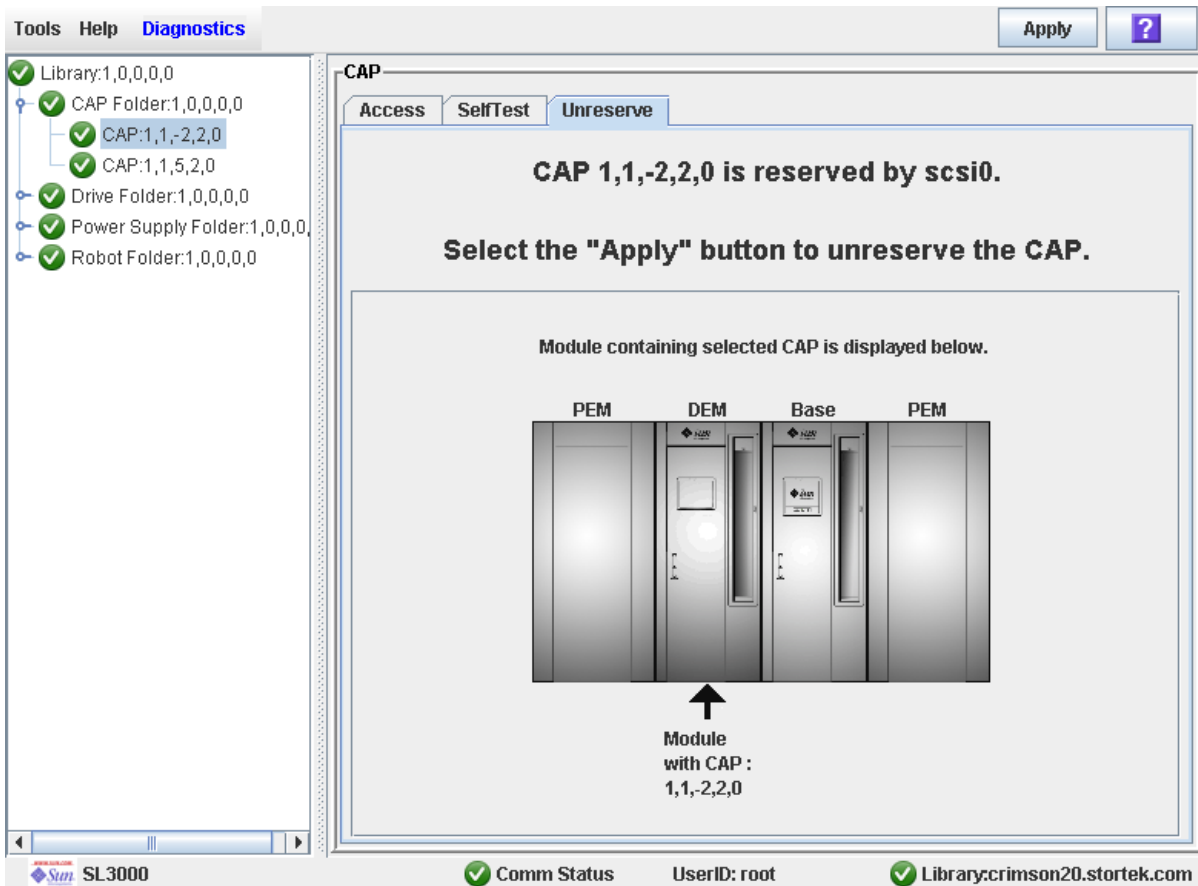 Tools Help Diagnostics
Apply
?
Library:1,0,0,0,0
CAP Folder:1,0,0,0,0
CAP:1,1,-2,2,0
CAP:1,1,5,2,0
Drive Folder:1,0,0,0,0
Power Supply Folder:1,0,0,0,
Robot Folder:1,0,0,0,0
CAP
Access SelfTest Unreserve
CAP 1,1,-2,2,0 is reserved by scsi0.
Select the "Apply" button to unreserve the CAP.
Module containing selected CAP is displayed below.
PEM DEM Base PEM
Sun
Module
with CAP :
1,1,-2,2,0
Sun SL3000
Comm Status
UserID: root
Library:crimson20.stortek.com